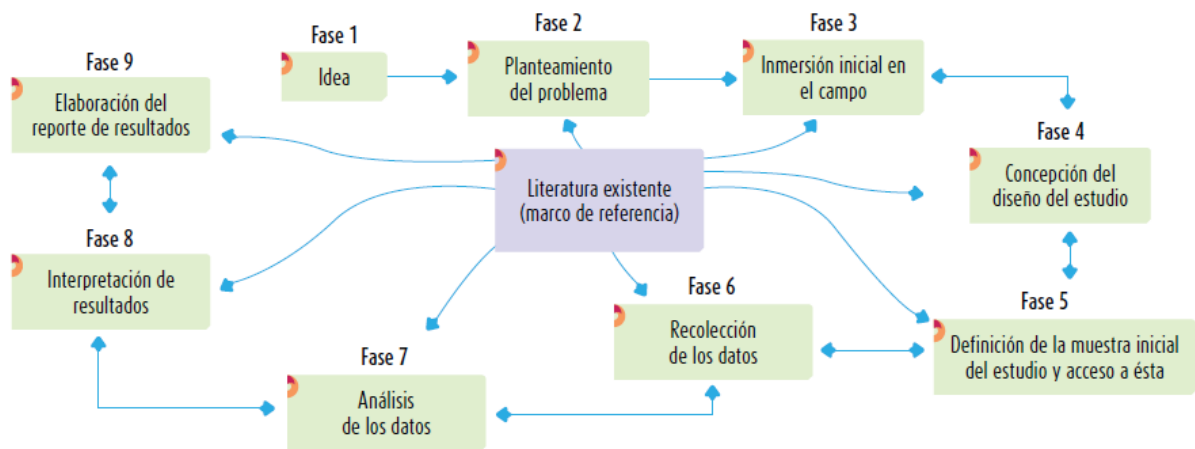 Fase 1
Idea
Fase 2
Planteamiento
del problema
Fase 3
Inmersión inicial en
el campo
Fase 4
Concepción del
diseño del estudio
Fase 5
Definición de la muestra inicial
del estudio y acceso a ésta
Fase 6
Recolección
de los datos
Fase 7
Análisis
de los datos
Fase 8
Interpretación de
resultados
Fase 9
Elaboración del
reporte de resultados
Literatura existente
(marco de referencia)